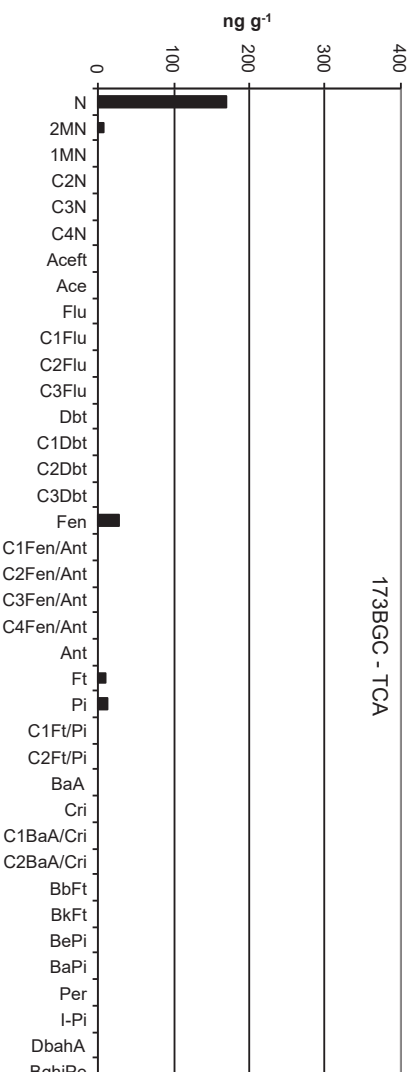 ng g-1
0
100
200
300
400
173BGC - TCA
N
2MN
1MN
C2N
C3N
C4N
Aceft
Ace
Flu
C1Flu
C2Flu
C3Flu
Dbt
C1Dbt
C2Dbt
C3Dbt
Fen
C1Fen/Ant
C2Fen/Ant
C3Fen/Ant
C4Fen/Ant
Ant
Ft
Pi
C1Ft/Pi
C2Ft/Pi
BaA
Cri
C1BaA/Cri
C2BaA/Cri
BbFt
BkFt
BePi
BaPi
Per
I-Pi
DbahA
BghiPe